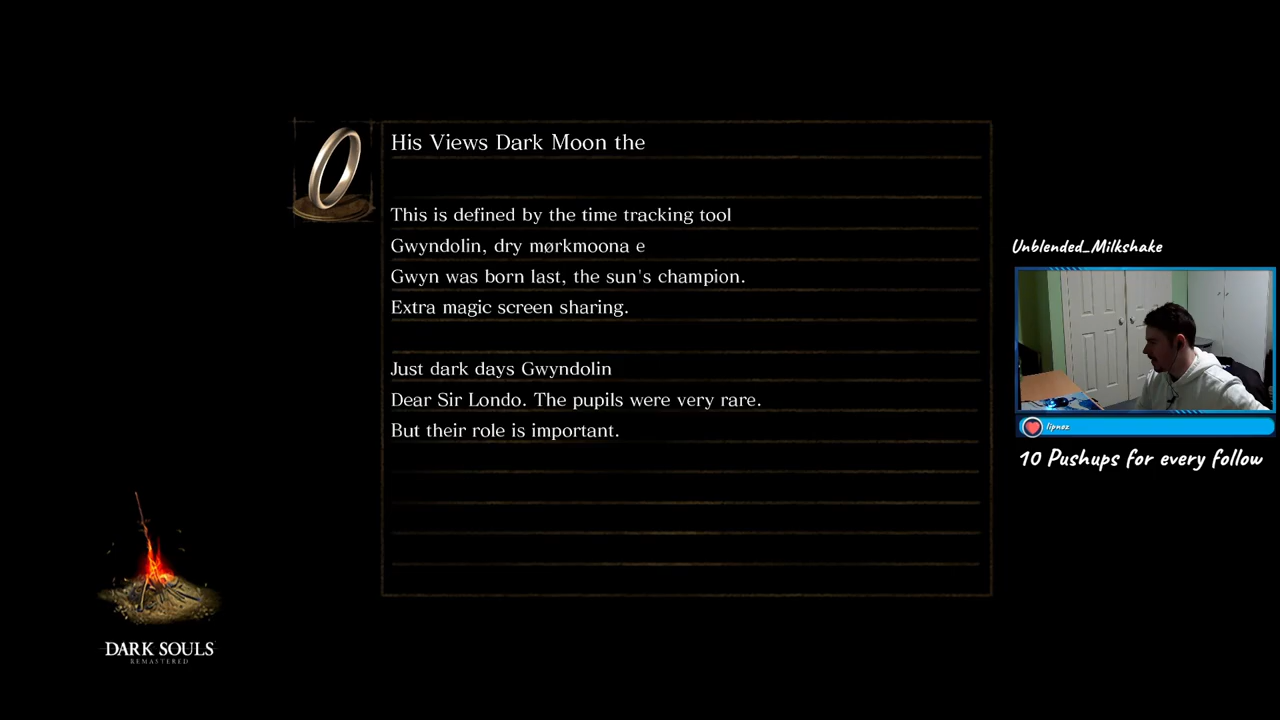 His Views Dark Moon the
This is defined by the time tracking tool
Gwyndolin, dry mørkmoona e
Gwyn was born last, the sun's champion.
Extra magic screen sharing.
Just dark days Gwyndolin
Dear Sir Londo. The pupils were very rare.
But their role is important.
Unblended_Milkshake
lipnoz
10 Pushups for every follow
DARK SOULS
REMASTERED